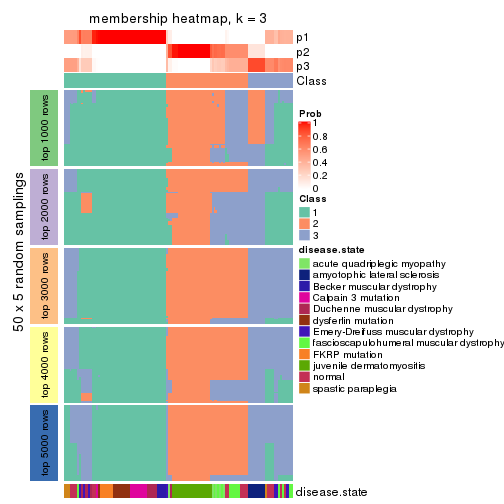 membership heatmap, k = 3
p1
p2
p3
Class
50 x 5 random samplings
top 1000 rows
top 2000 rows
top 3000 rows
top 4000 rows
top 5000 rows
Prob
1
0.8
0.6
0.4
0.2
0
Class
1
2
3
disease.state
acute quadriplegic myopathy
amyotophic lateral sclerosis
Becker muscular dystrophy
Calpain 3 mutation
Duchenne muscular dystrophy
dysferlin mutation
Emery-Dreifuss muscular dystrophy
fascioscapulohumeral muscular dystrophy
FKRP mutation
juvenile dermatomyositis
normal
spastic paraplegia
disease.state